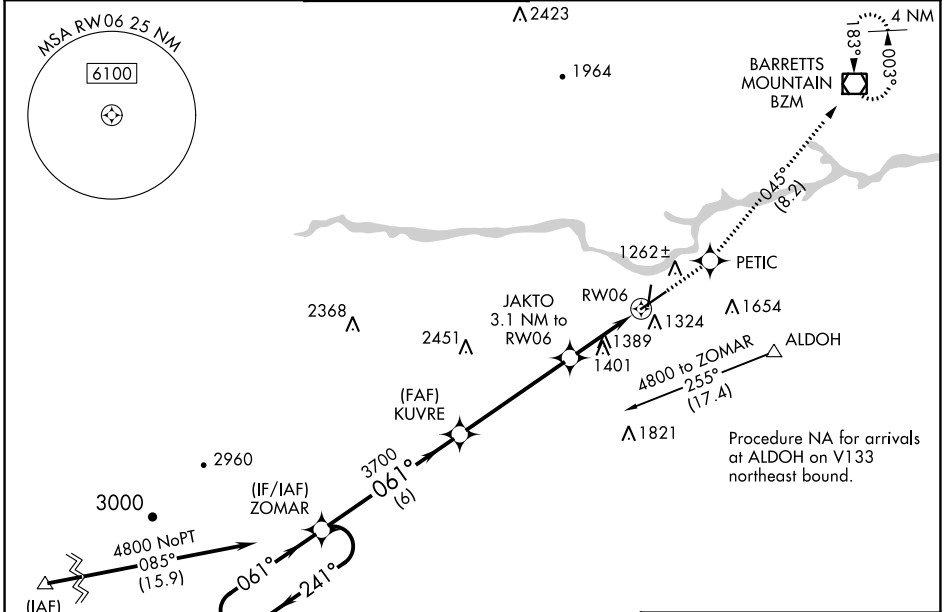 2423
4 NM
MSA RW06 25 NM
6100
1964
183°
003°
BARRETTS
MOUNTAIN
BZM
045°
(8.2)
1262±
PETIC
RW06
JAKTO
3.1 NM to
RW06
2368
2451
1324
1654
1389
1401
ALDOH
4800 to ZOMAR
255°
(17.4)
(FAF)
KUVRE
1821
Procedure NA for arrivals
at ALDOH on V133
northeast bound.
3700
061°
(6)
2960
(IF/IAF)
ZOMAR
3000
4800 NoPT
085°
(15.9)
061°
241°
(IAF)